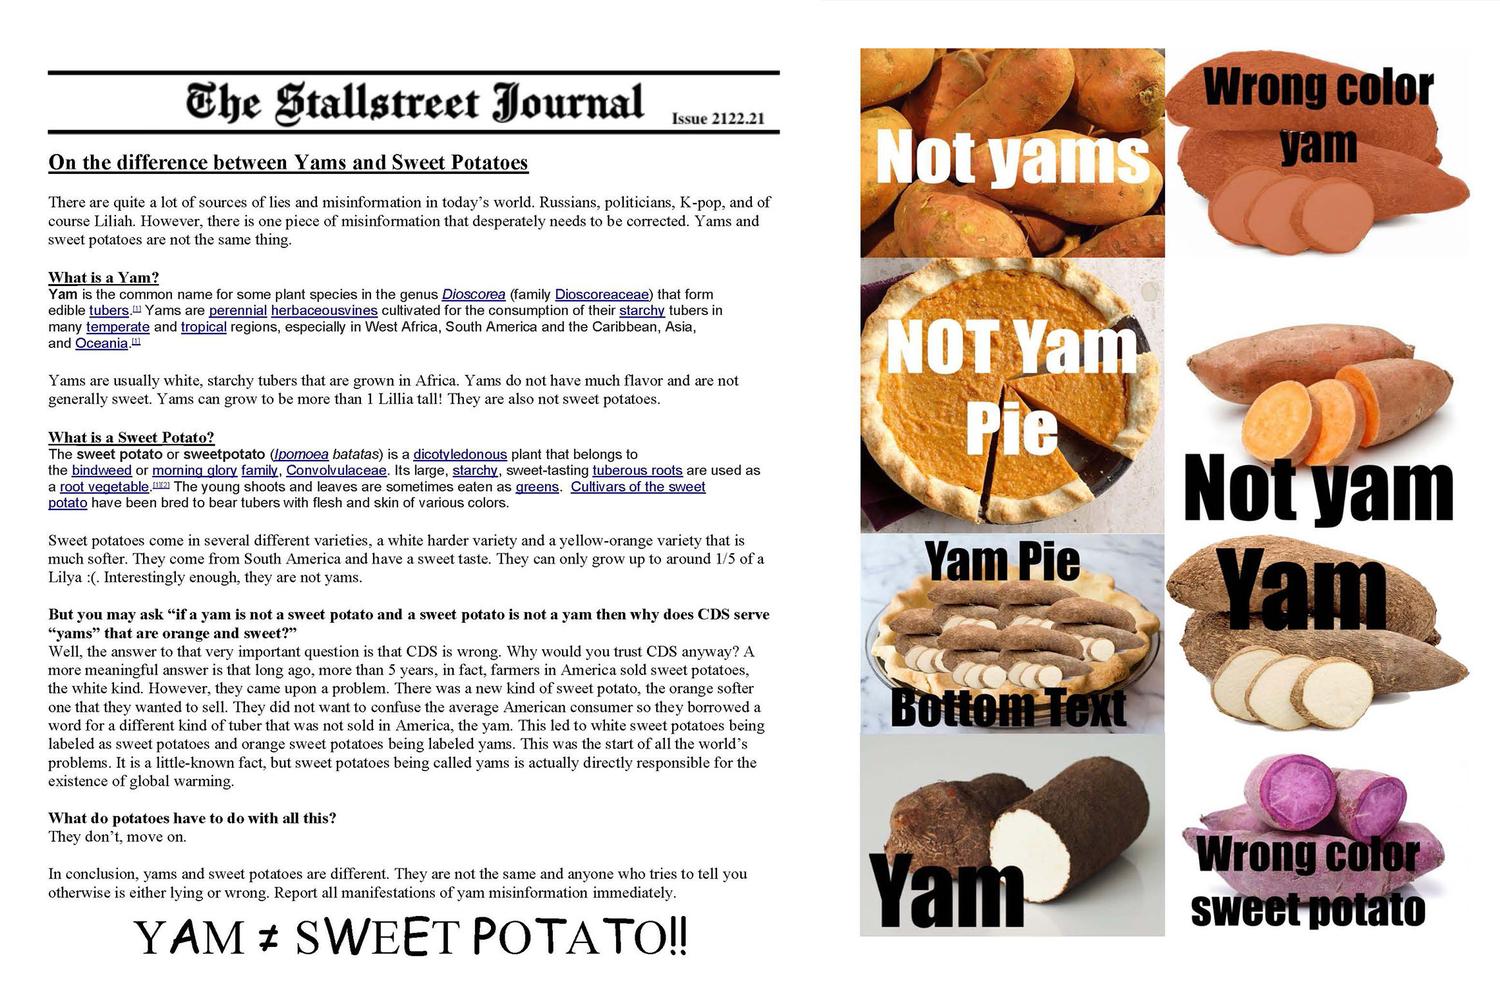 The Stallstreet Journal
Issue 2122.21
On the difference between Yams and Sweet Potatoes
There are quite a lot of sources of lies and misinformation in today's world. Russians, politicians, K-pop, and of
course Liliah. However, there is one piece of misinformation that desperately needs to be corrected. Yams and
sweet potatoes are not the same thing.
What is a Yam?
Yam is the common name for some plant species in the genus Dioscorea (family Dioscoreaceae) that form
edible tubers.[1] Yams are perennial herbaceousvines cultivated for the consumption of their starchy tubers in
many temperate and tropical regions, especially in West Africa, South America and the Caribbean, Asia,
and Oceania.[1]
Yams are usually white, starchy tubers that are grown in Africa. Yams do not have much flavor and are not
generally sweet. Yams can grow to be more than 1 Lillia tall! They are also not sweet potatoes.
What is a Sweet Potato?
The sweet potato or sweetpotato (Ipomoea batatas) is a dicotyledonous plant that belongs to
the bindweed or morning glory family, Convolvulaceae. Its large, starchy, sweet-tasting tuberous roots are used as
a root vegetable.[1][2] The young shoots and leaves are sometimes eaten as greens. Cultivars of the sweet
potato have been bred to bear tubers with flesh and skin of various colors.
Sweet potatoes come in several different varieties, a white harder variety and a yellow-orange variety that is
much softer. They come from South America and have a sweet taste. They can only grow up to around 1/5 of a
Lilya :(. Interestingly enough, they are not yams.
But you may ask “if a yam is not a sweet potato and a sweet potato is not a yam then why does CDS serve
“yams” that are orange and sweet?”
Well, the answer to that very important question is that CDS is wrong. Why would you trust CDS anyway? A
more meaningful answer is that long ago, more than 5 years, in fact, farmers in America sold sweet potatoes,
the white kind. However, they came upon a problem. There was a new kind of sweet potato, the orange softer
one that they wanted to sell. They did not want to confuse the average American consumer so they borrowed a
word for a different kind of tuber that was not sold in America, the yam. This led to white sweet potatoes being
labeled as sweet potatoes and orange sweet potatoes being labeled yams. This was the start of all the world's
problems. It is a little-known fact, but sweet potatoes being called yams is actually directly responsible for the
existence of global warming.
What do potatoes have to do with all this?
They don't, move on.
In conclusion, yams and sweet potatoes are different. They are not the same and anyone who tries to tell you
otherwise is either lying or wrong. Report all manifestations of yam misinformation immediately.
YAM ≠ SWEET POTATO!!
Not yams
Wrong color
yam
NOT Yam
Pie
Not yam
Yam Pie
Bottom Text
Yam
Yam
Wrong color
sweet potato